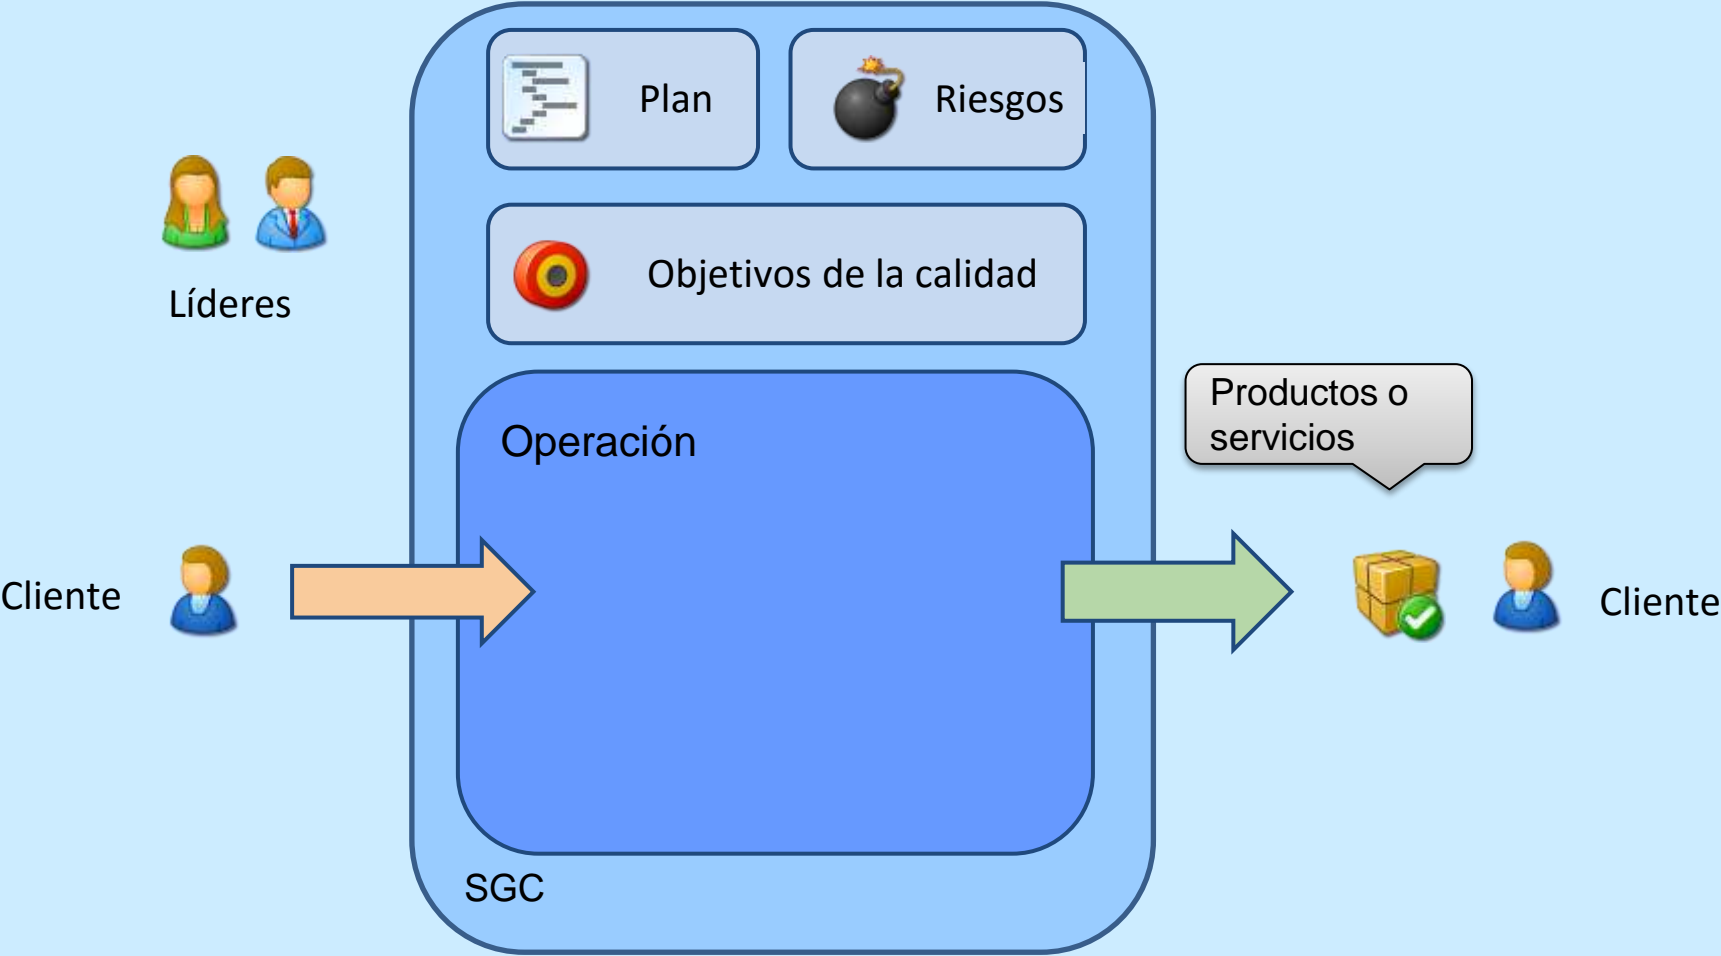 Plan
Riesgos
Objetivos de la calidad
Líderes
Productos o
servicios
Operación
Cliente
Cliente
SGC